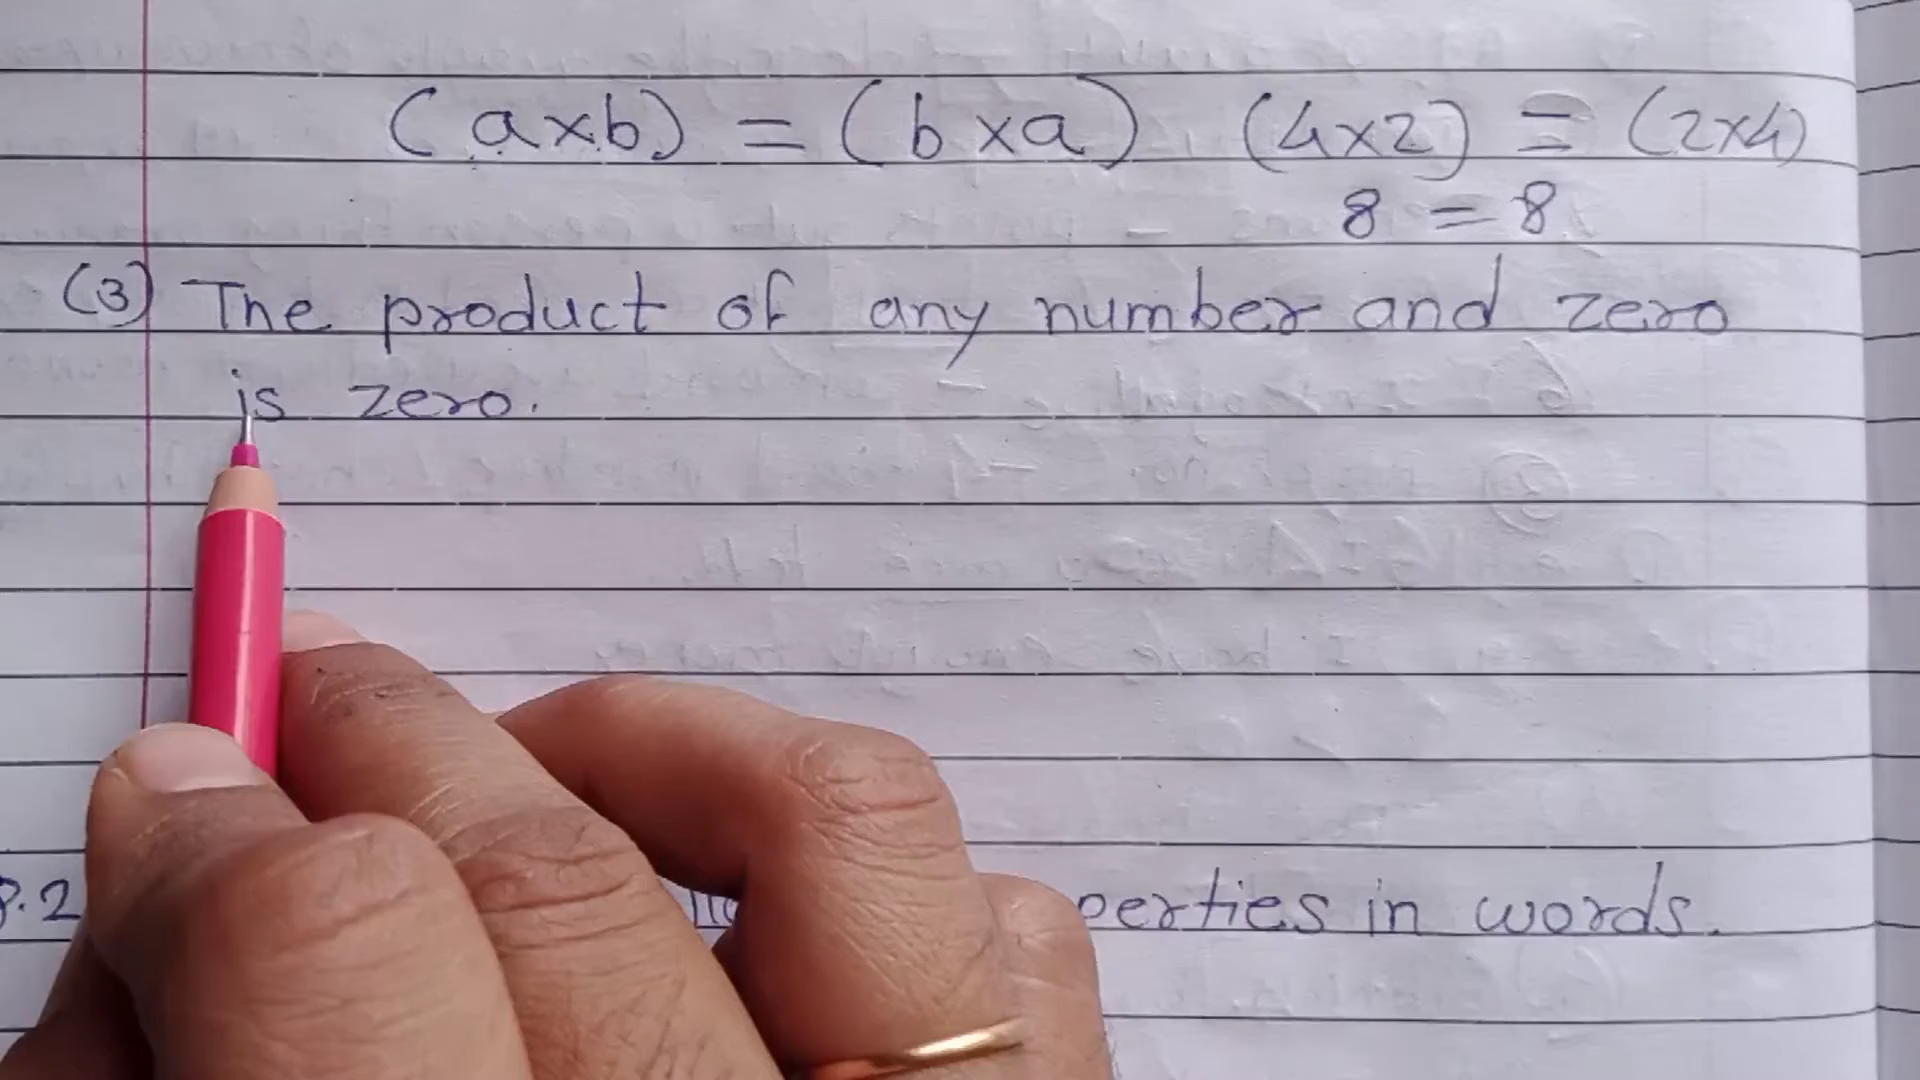 (a×b) = (b×a) (4×2) = (2×4)
8 = 8
(3) The product of any number and zero
is zero.
.2 perties in words.